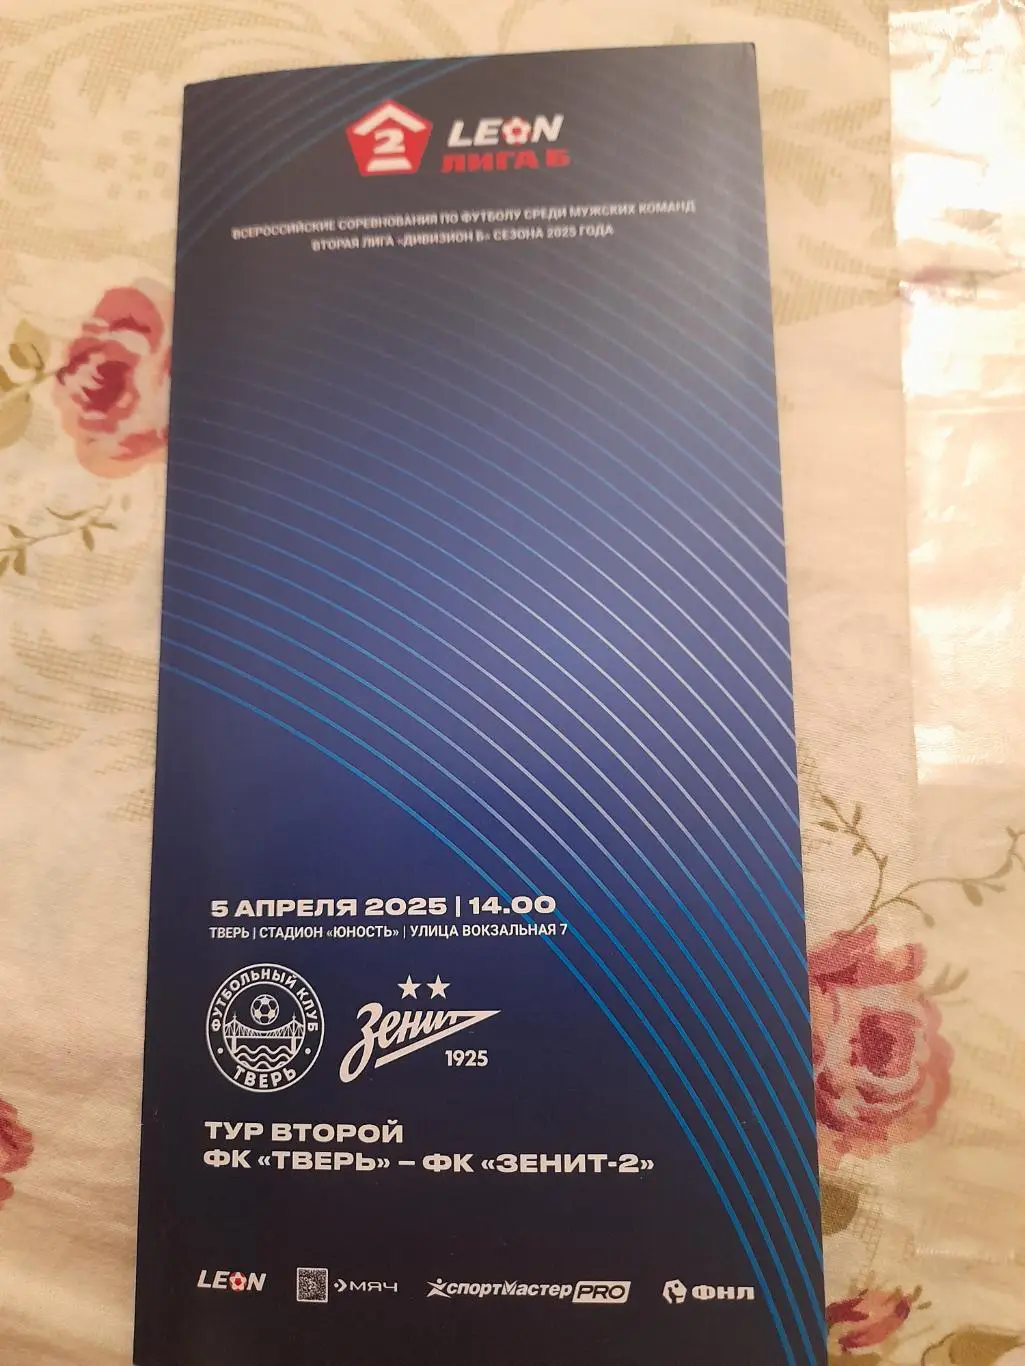 2
LEON
ЛИГА Б
ВСЕРОССИЙСКИЕ СОРЕВНОВАНИЯ ПО ФУТБОЛУ СРЕДИ МУЖСКИХ КОМАНД
ВТОРАЯ ЛИГА «ДИВИЗИОН Б» СЕЗОНА 2025 ГОДА
5 АПРЕЛЯ 2025 | 14.00
ТВЕРЬ | СТАДИОН «ЮНОСТЬ» | УЛИЦА ВОКЗАЛЬНАЯ 7
ФУТБОЛЬНЫЙ КЛУБ
ТВЕРЬ
Зенит
1925
ТУР ВТОРОЙ
ФК «ТВЕРЬ» – ФК «ЗЕНИТ-2»
LEON МЯЧ СПОРТМАСТЕР PRO ФНЛ